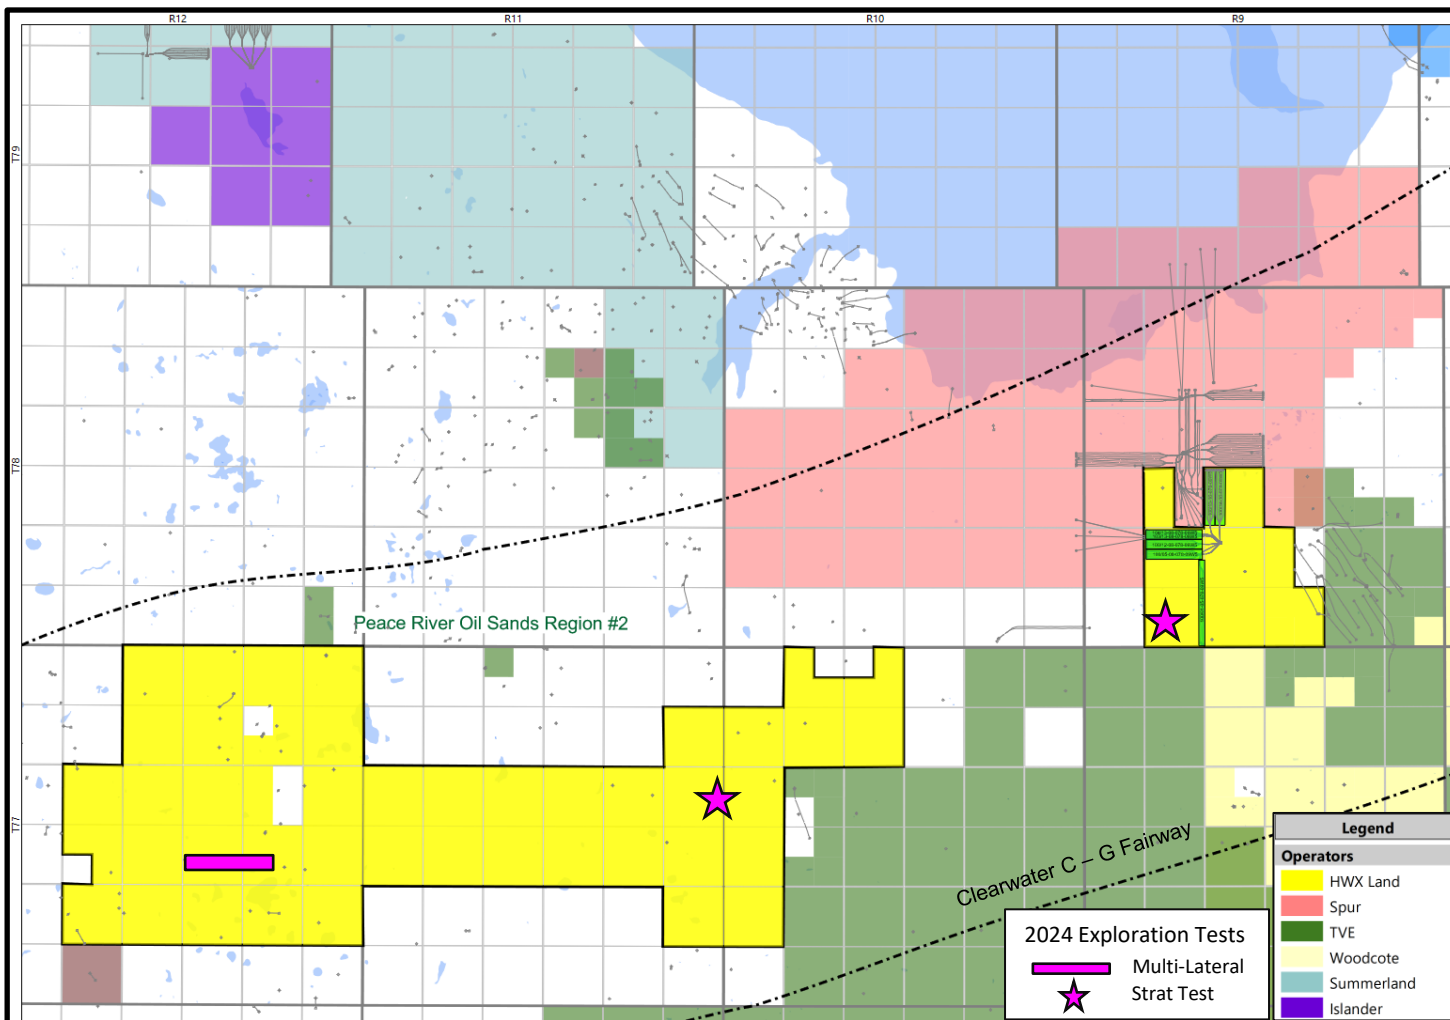 R12 R11 R10 R9
T79
T78
Peace River Oil Sands Region #2
T77
Clearwater C – G Fairway
2024 Exploration Tests
Multi-Lateral
Strat Test
Legend
Operators
HWX Land
Spur
TVE
Woodcote
Summerland
Islander